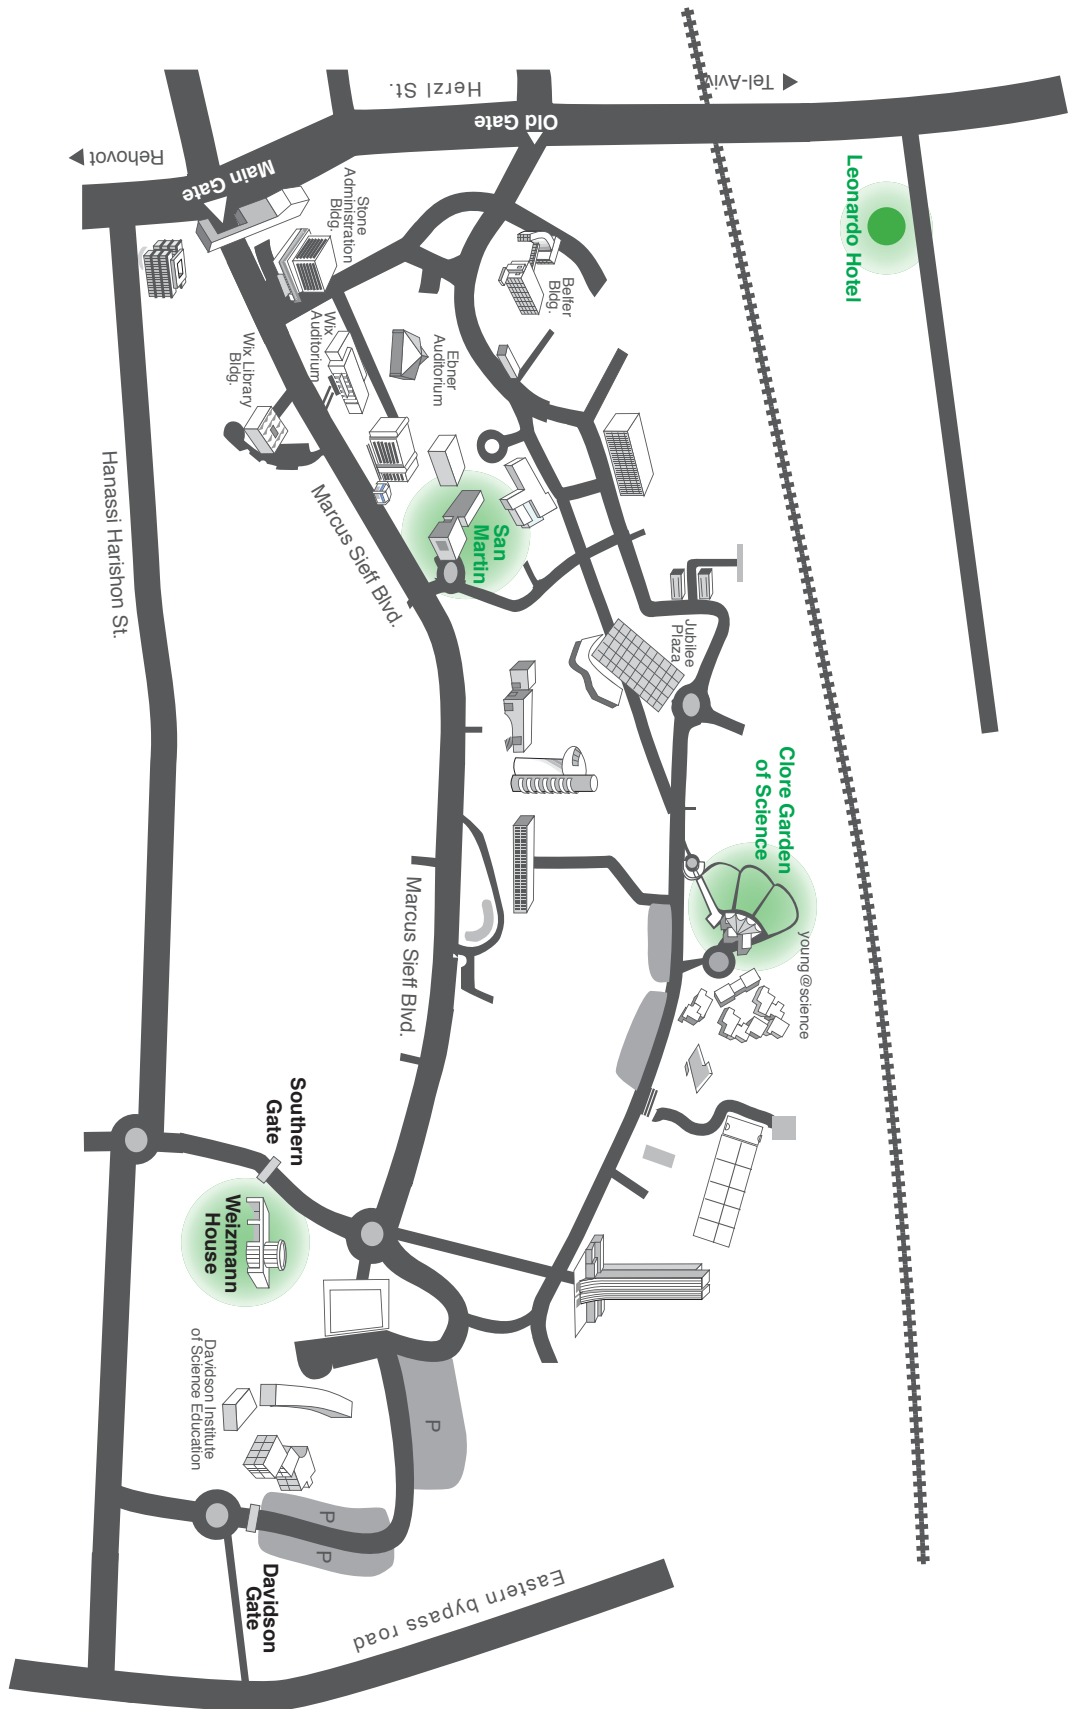 Tel-Aviv
Herzl St.
Old Gate
Rehovot
Main Gate
Leonardo Hotel
Stone
Administration
Bldg.
Belfer
Bldg.
Wix
Auditorium
Ebner
Auditorium
Wix Library
Bldg.
Hanassi Harishon St.
Marcus Sieff Blvd.
San
Martin
Jubilee
Plaza
Clore Garden
of Science
young@science
Marcus Sieff Blvd.
Southern
Gate
Weizmann
House
Davidson Institute
of Science Education
P
P
P
Davidson
Gate
Eastern bypass road